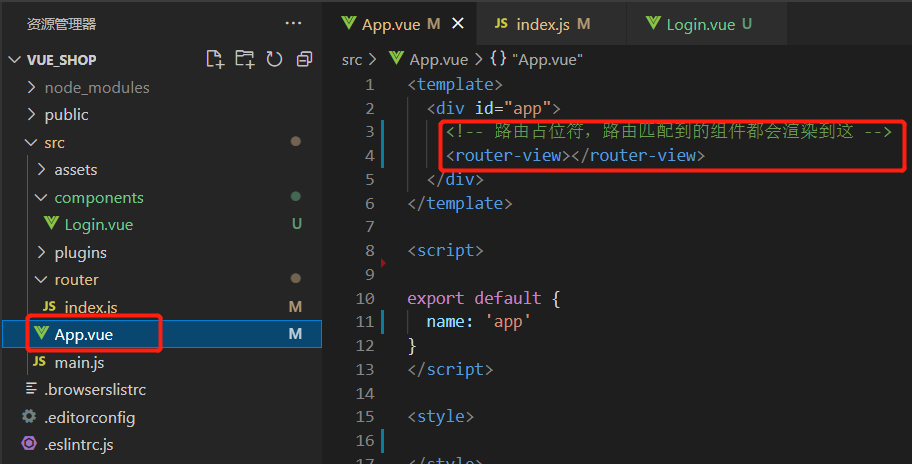 资源管理器 ···
VUE_SHOP
node_modules
public
src
assets
components
Login.vue U
plugins
router
JS index.js M
App.vue M
JS main.js
.browserslistrc
.editorconfig
.eslintrc.js
App.vue M JS index.js M Login.vue U
src > App.vue > {} "App.vue"
1 <template>
2 <div id="app">
3 <!-- 路由占位符，路由匹配到的组件都会渲染到这 -->
4 <router-view></router-view>
5 </div>
6 </template>
7
8 <script>
9
10 export default {
11 name: 'app'
12 }
13 </script>
14
15 <style>
16
17 </style>